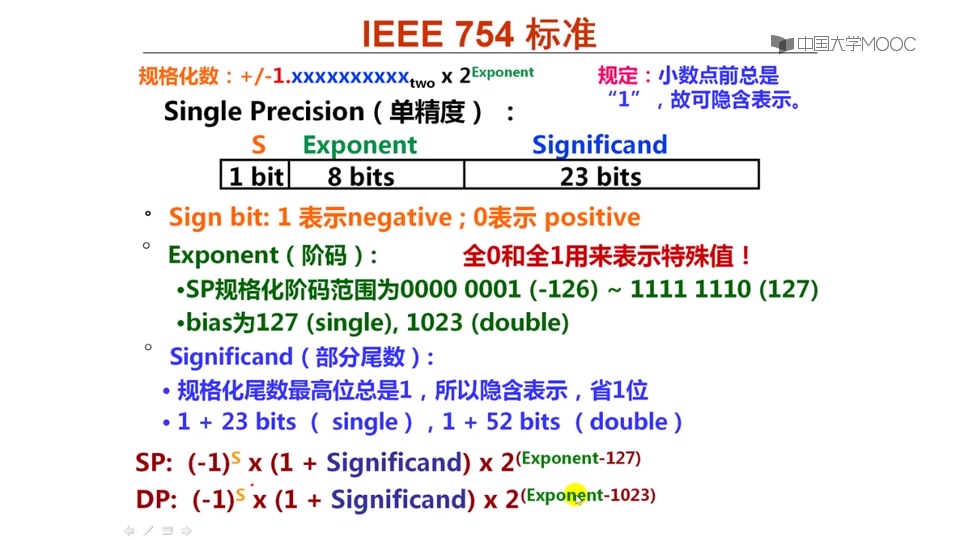 IEEE 754 标准
中国大学MOOC
规格化数：+/-1.xxxxxxxxxxtwo x 2Exponent
规定：小数点前总是
“1”，故可隐含表示。
Single Precision（单精度）：
S Exponent Significand
1 bit 8 bits 23 bits
° Sign bit: 1 表示negative ; 0表示 positive
° Exponent（阶码）: 全0和全1用来表示特殊值！
•SP规格化阶码范围为0000 0001 (-126) ~ 1111 1110 (127)
•bias为127 (single), 1023 (double)
° Significand（部分尾数）:
• 规格化尾数最高位总是1，所以隐含表示，省1位
• 1 + 23 bits （ single），1 + 52 bits （double）
SP: (-1)S x (1 + Significand) x 2(Exponent-127)
DP: (-1)S x (1 + Significand) x 2(Exponent-1023)